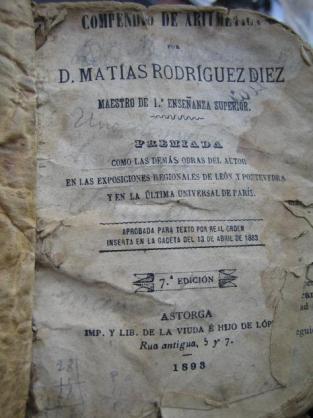 COMPENDIO DE ARITMETICA
POR
D. MATÍAS RODRÍGUEZ DIEZ
MAESTRO DE 1.ª ENSEÑANZA SUPERIOR.
PREMIADA
COMO LAS DEMÁS OBRAS DEL AUTOR
EN LAS EXPOSICIONES REGIONALES DE LEÓN Y PONTEVEDRA
Y EN LA ÚLTIMA UNIVERSAL DE PARÍS.
APROBADA PARA TEXTO POR REAL ORDEN
INSERTA EN LA GACETA DEL 13 DE ABRIL DE 1883
7.ª EDICIÓN
ASTORGA
IMP. Y LIB. DE LA VIUDA É HIJO DE LÓP
Rua antigua, 5 y 7.
1893